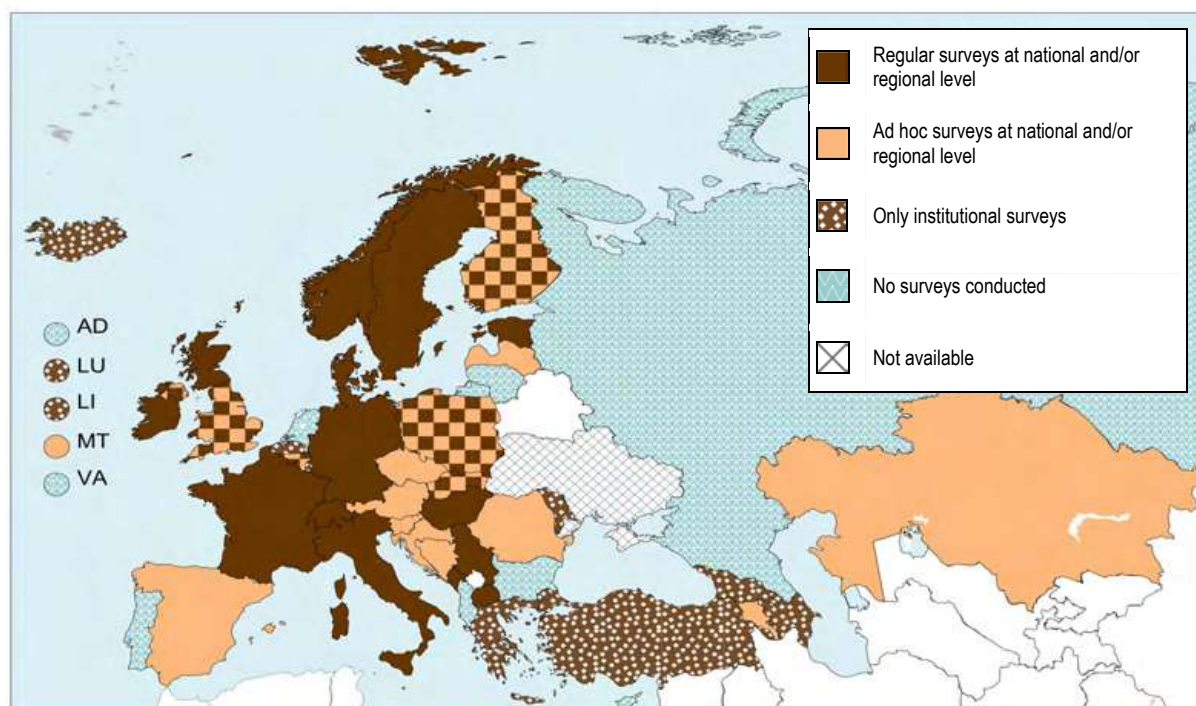 Regular surveys at national and/or
regional level
Ad hoc surveys at national and/or
regional level
Only institutional surveys
No surveys conducted
Not available
AD
LU
LI
MT
VA